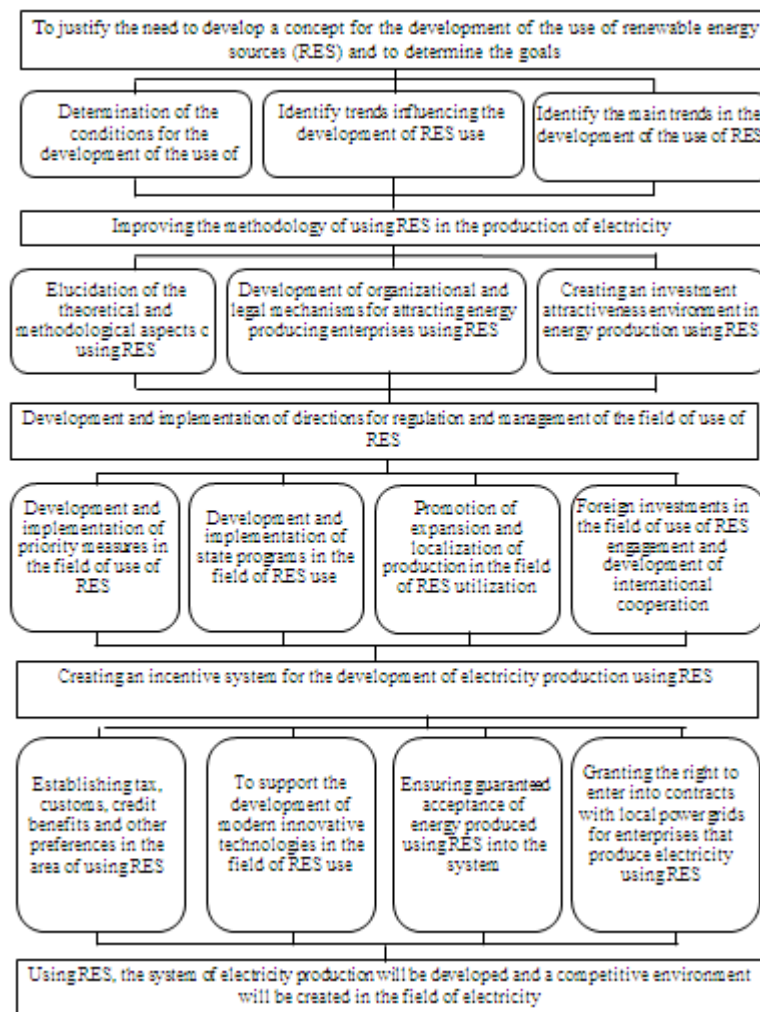 To justify the need to develop a concept for the development of the use of renewable energy
sources (RES) and to determine the goals
Determination of the
conditions for the
development of the use of
Identify trends influencing the
development of RES use
Identify the main trends in the
development of the use of RES
Improving the methodology of using RES in the production of electricity
Elucidation of the
theoretical and
methodological aspects o
using RES
Development of organizational and
legal mechanisms for attracting energy
producing enterprises using RES
Creating an investment
attractiveness environment in
energy production using RES
Development and implementation of directions for regulation and management of the field of use of
RES
Development and
implementation of
priority measures in
the field of use of
RES
Development and
implementation of
state programs in the
field of RES use
Promotion of
expansion and
localization of
production in the field
of RES utilization
Foreign investments in
the field of use of RES
engagement and
development of
international
cooperation
Creating an incentive system for the development of electricity production using RES
Establishing tax,
customs, credit
benefits and other
preferences in the
area of using RES
To support the
development of
modern innovative
technologies in the
field of RES use
Ensuring guaranteed
acceptance of
energy produced
using RES into the
system
Granting the right to
enter into contracts
with local power grids
for enterprises that
produce electricity
using RES
Using RES, the system of electricity production will be developed and a competitive environment
will be created in the field of electricity